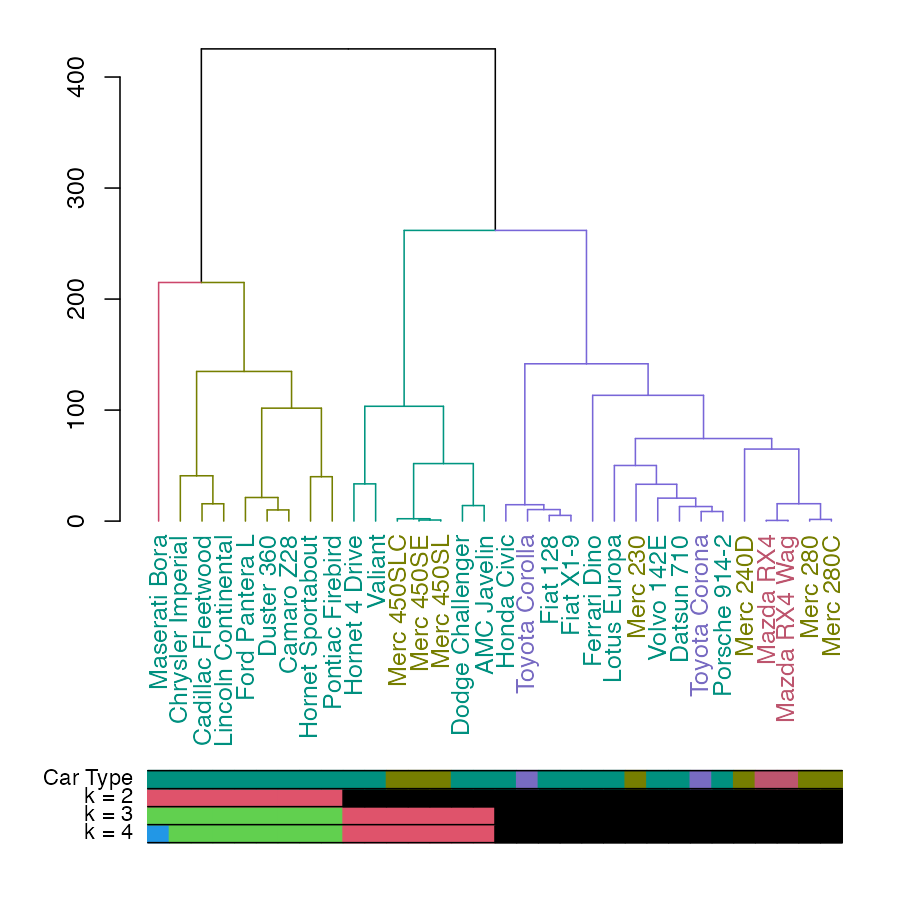 400
300
200
100
0
Maserati Bora
Chrysler Imperial
Cadillac Fleetwood
Lincoln Continental
Ford Pantera L
Duster 360
Camaro Z28
Hornet Sportabout
Pontiac Firebird
Hornet 4 Drive
Valiant
Merc 450SLC
Merc 450SE
Merc 450SL
Dodge Challenger
AMC Javelin
Honda Civic
Toyota Corolla
Fiat 128
Fiat X1-9
Ferrari Dino
Lotus Europa
Merc 230
Volvo 142E
Datsun 710
Toyota Corona
Porsche 914-2
Merc 240D
Mazda RX4
Mazda RX4 Wag
Merc 280
Merc 280C
Car Type
k = 2
k = 3
k = 4